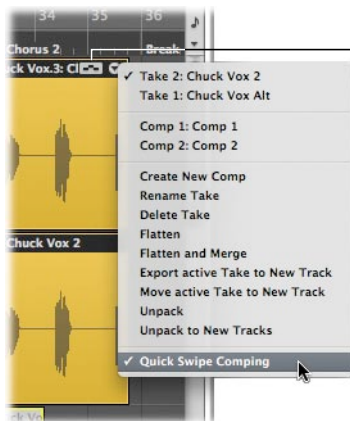 34 35 36
Chorus 2 Break
ck Vox.3: Cl
✓ Take 2: Chuck Vox 2
Take 1: Chuck Vox Alt
Comp 1: Comp 1
Comp 2: Comp 2
Create New Comp
Rename Take
Delete Take
Flatten
Flatten and Merge
Export active Take to New Track
Move active Take to New Track
Unpack
Unpack to New Tracks
✓ Quick Swipe Comping
Chuck Vox 2
ck Vo